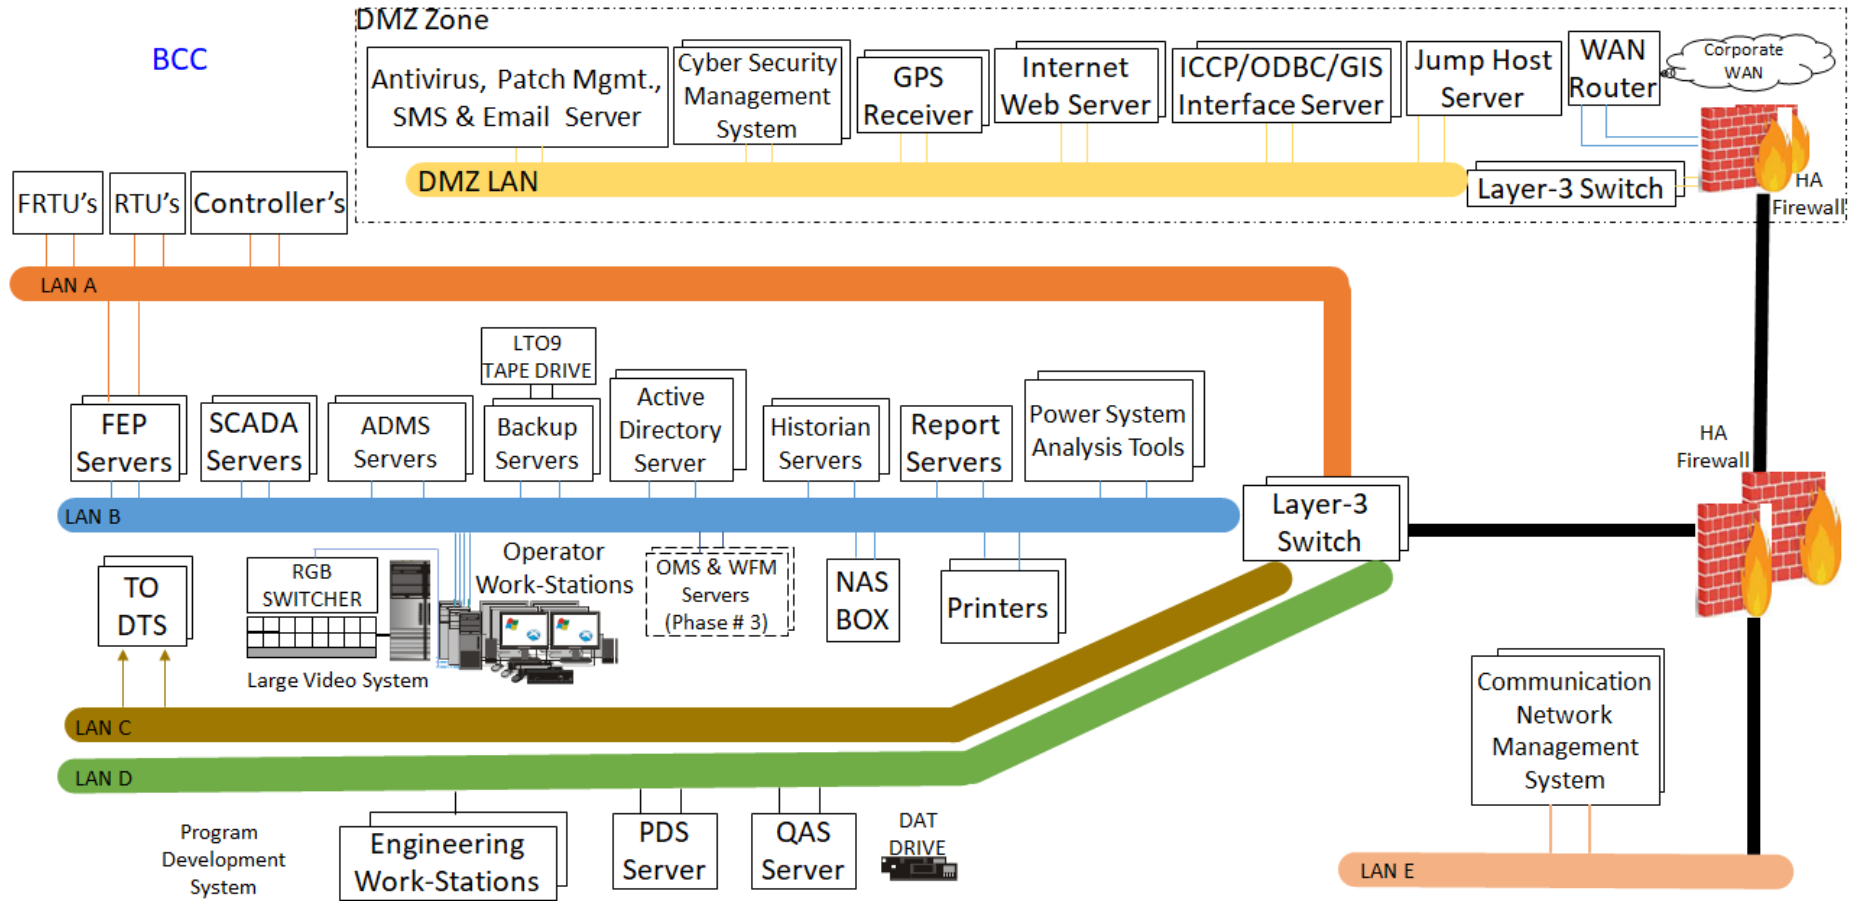 DMZ Zone
BCC
Antivirus, Patch Mgmt.,
SMS & Email Server
Cyber Security
Management
System
GPS
Receiver
Internet
Web Server
ICCP/ODBC/GIS
Interface Server
Jump Host
Server
WAN
Router
Corporate
WAN
DMZ LAN
Layer-3 Switch
HA
Firewall
FRTU's
RTU's
Controller's
LAN A
LTO9
TAPE DRIVE
FEP
Servers
SCADA
Servers
ADMS
Servers
Backup
Servers
Active
Directory
Server
Historian
Servers
Report
Servers
Power System
Analysis Tools
HA
Firewall
LAN B
Layer-3
Switch
TO
DTS
RGB
SWITCHER
Large Video System
Operator
Work-Stations
OMS & WFM
Servers
(Phase # 3)
NAS
BOX
Printers
LAN C
LAN D
Communication
Network
Management
System
Program
Development
System
Engineering
Work-Stations
PDS
Server
QAS
Server
DAT
DRIVE
LAN E